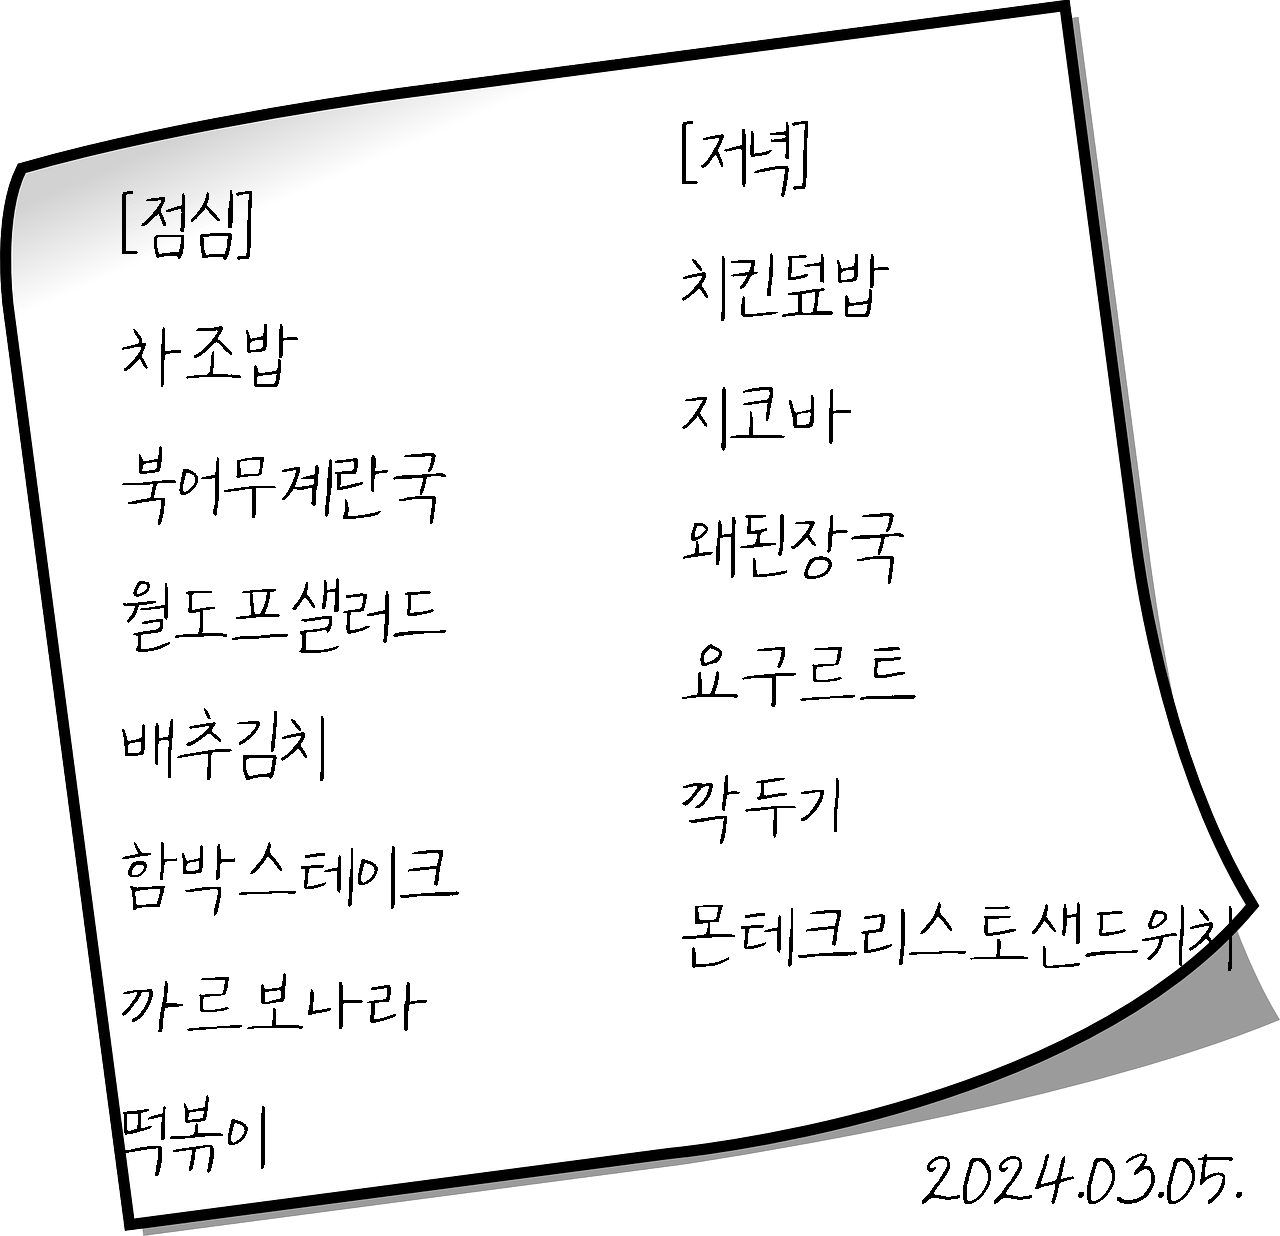 [점심]
차조밥
북어무계란국
월도프샐러드
배추김치
함박스테이크
까르보나라
떡볶이
[저녁]
치킨덮밥
지코바
왜된장국
요구르트
깍두기
몬테크리스토샌드위치
2024.03.05.